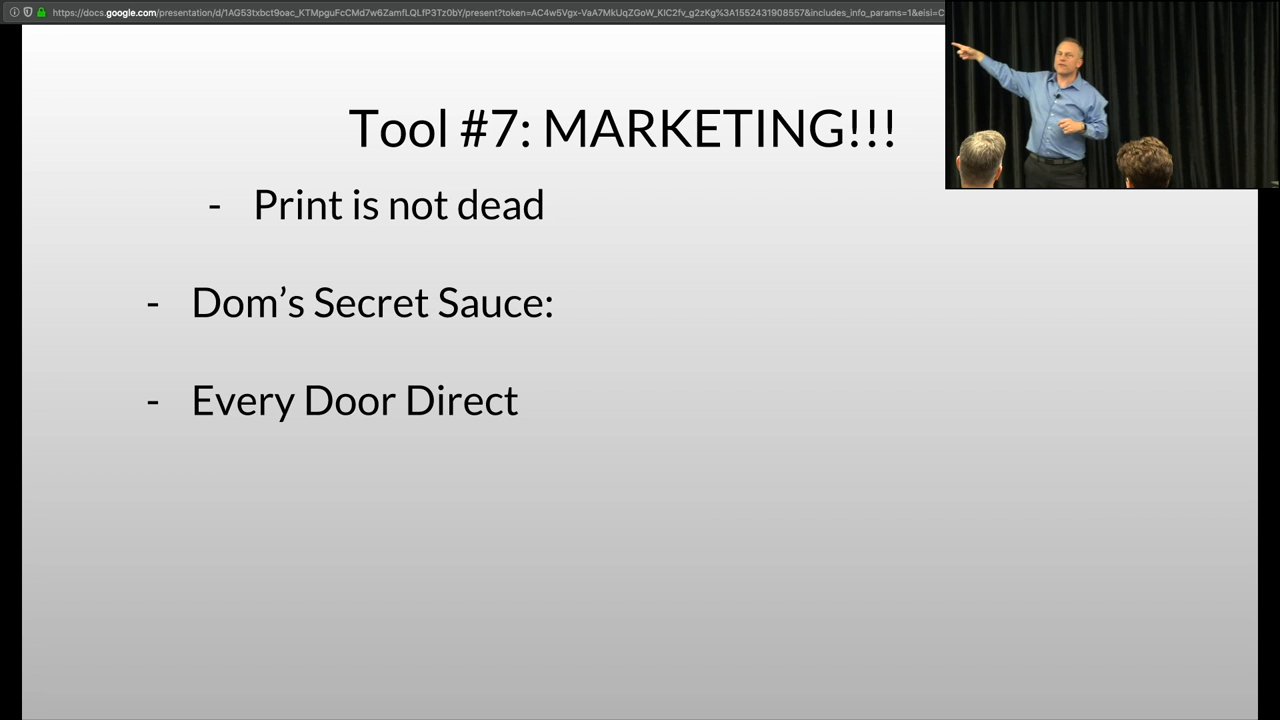 https://docs.google.com/presentation/d/1AG53txbct9oac_KTMpguFcCMd7w6ZamfLQLfP3Tz0bY/present?token=AC4w5Vgx-VaA7MkUqZGoW_KIC2fv_g2zKg%3A1552431908557&includes_info_params=1&eisi=C
Tool #7: MARKETING!!!
- Print is not dead
- Dom’s Secret Sauce:
- Every Door Direct